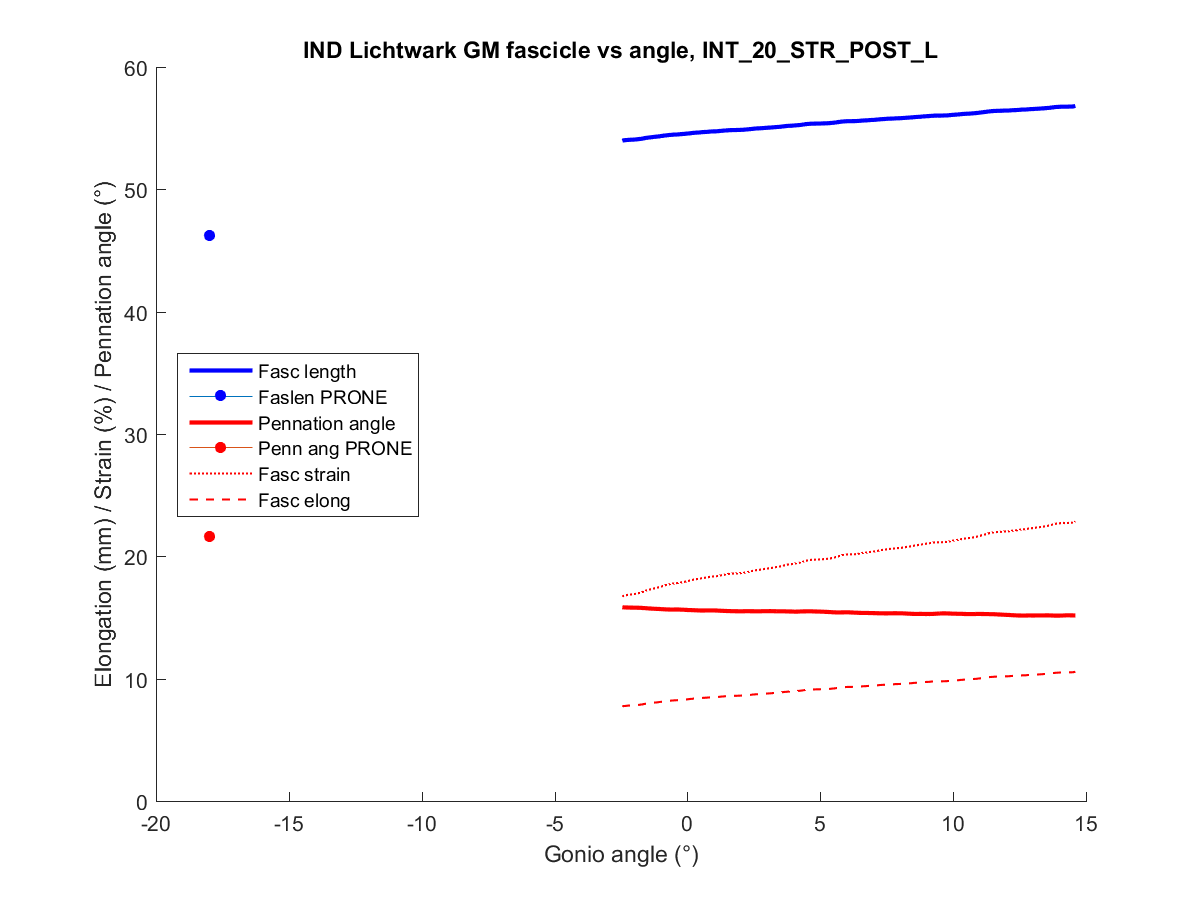 IND Lichtwark GM fascicle vs angle, INT_20_STR_POST_L
Elongation (mm) / Strain (%) / Pennation angle (°)
60
50
40
30
20
10
0
Fasc length
Faslen PRONE
Pennation angle
Penn ang PRONE
Fasc strain
Fasc elong
-20 -15 -10 -5 0 5 10 15
Gonio angle (°)